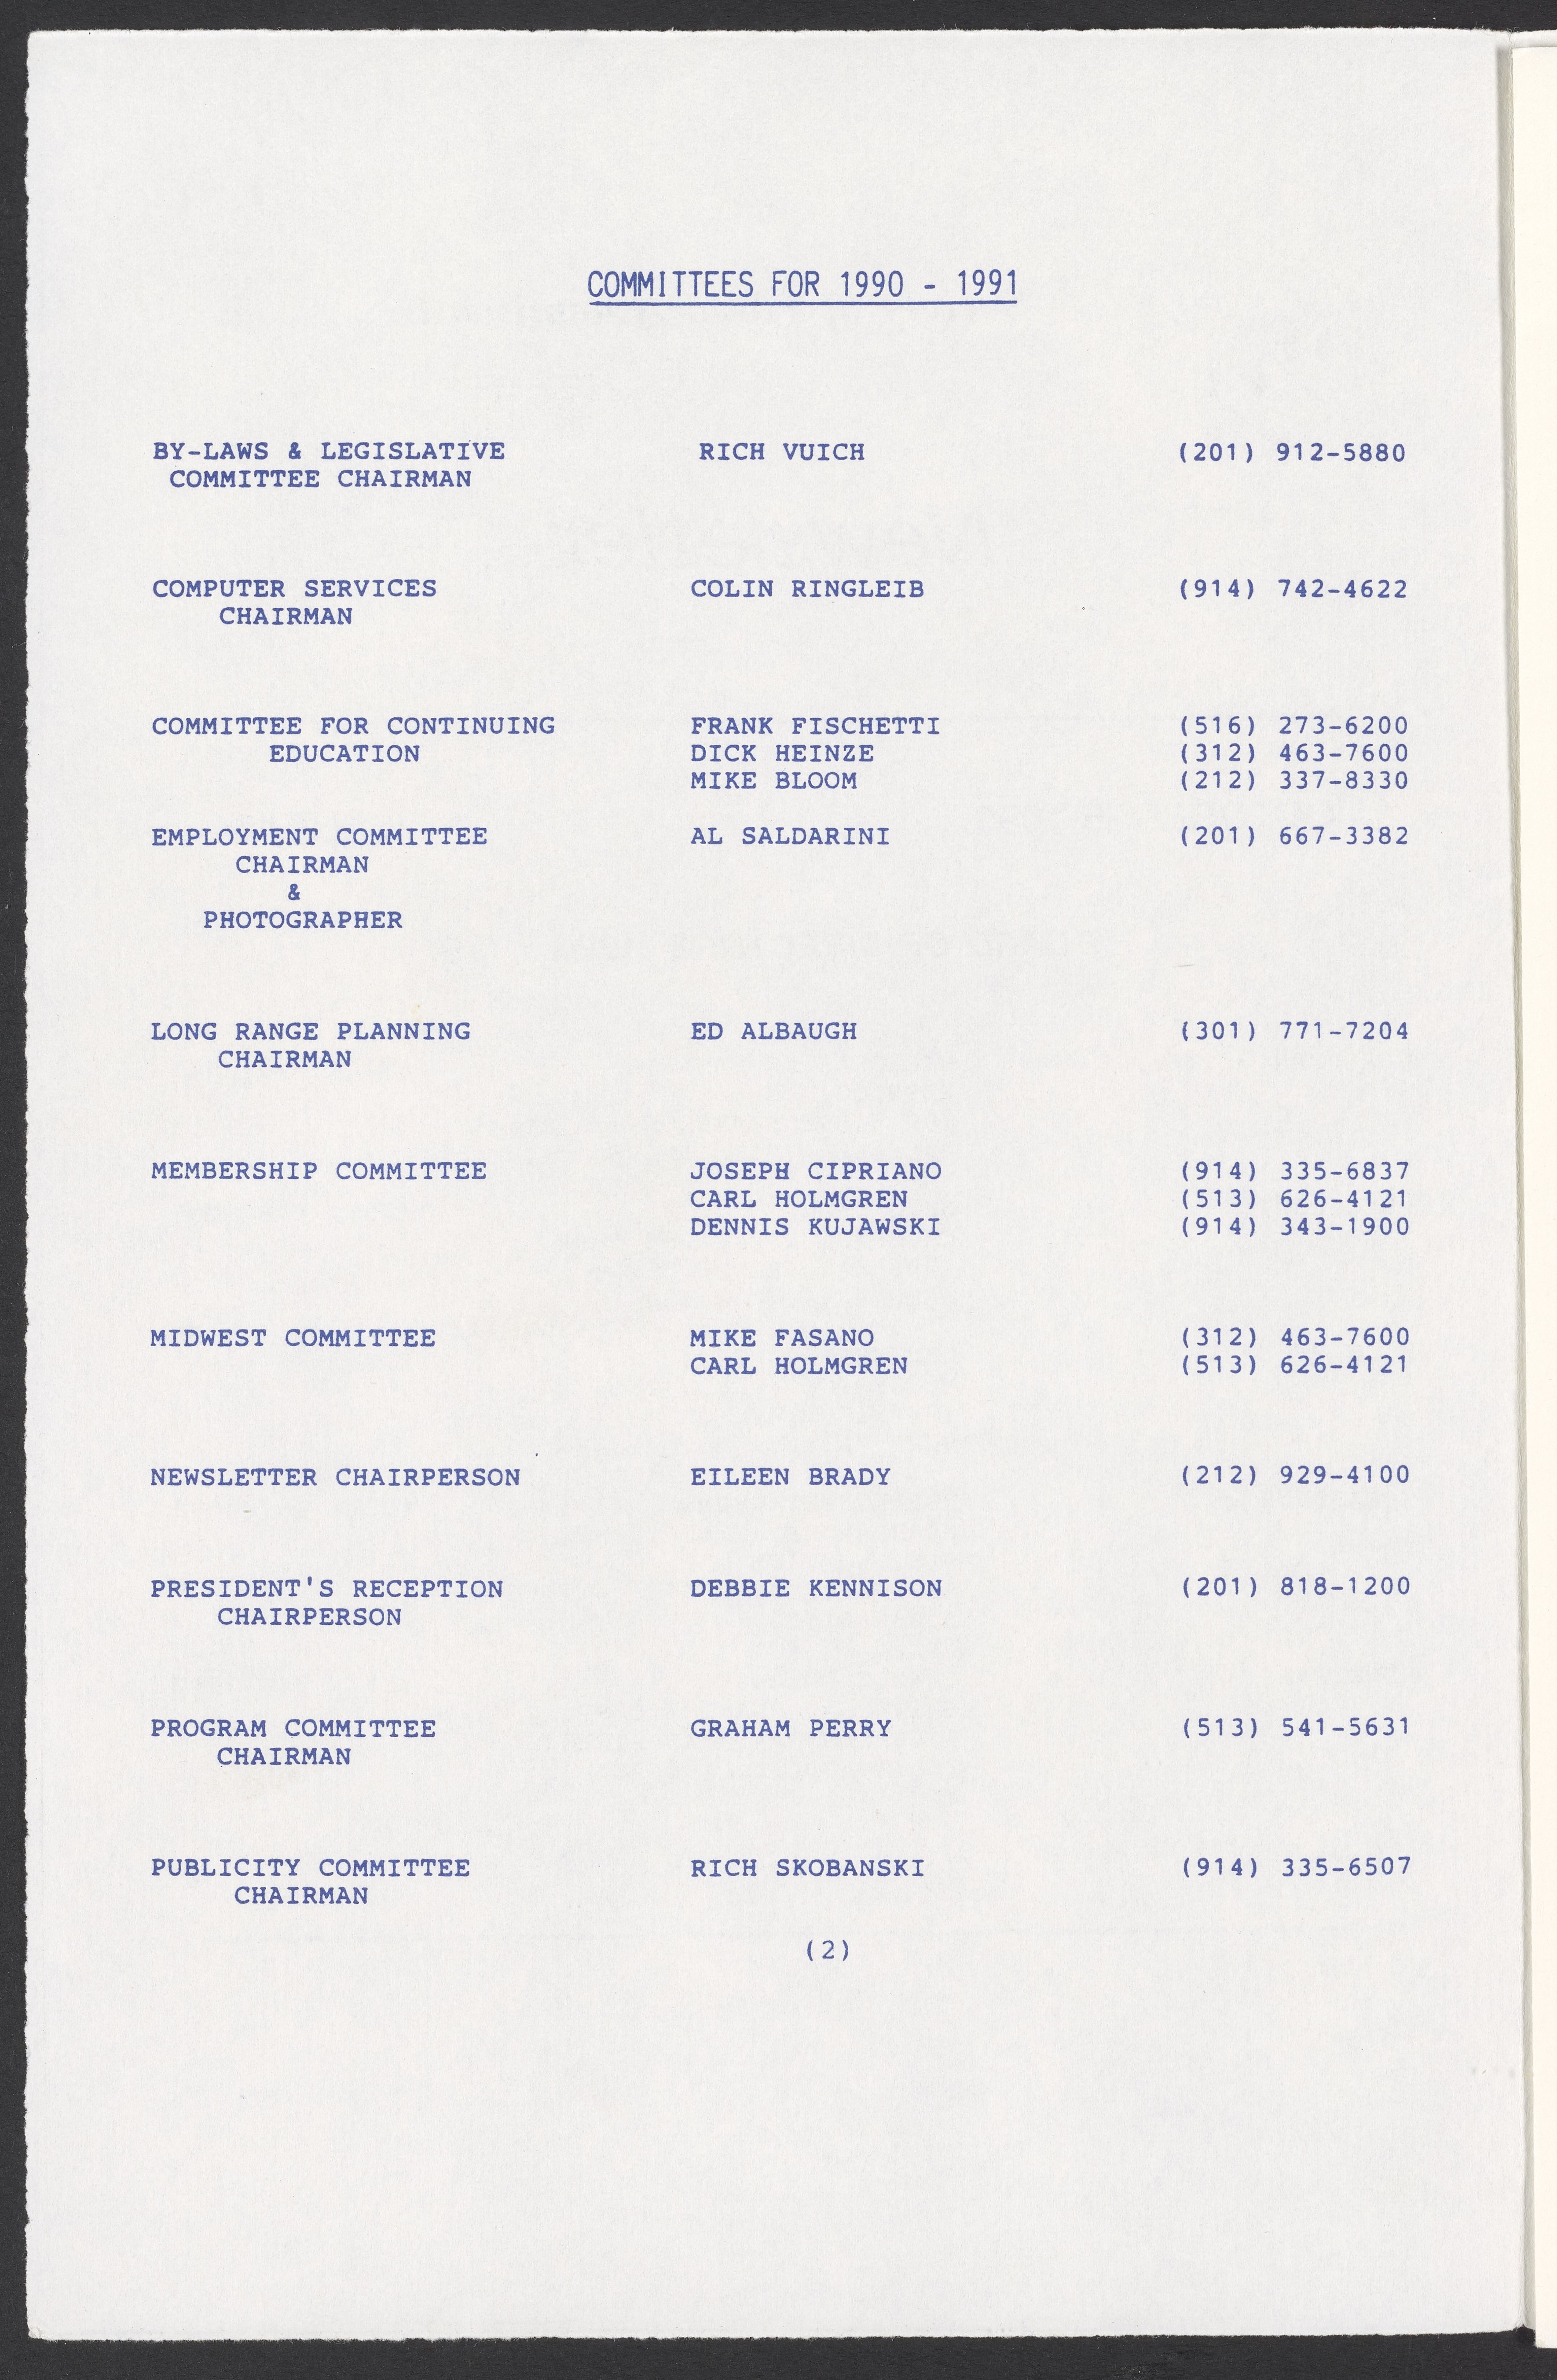 COMMITTEES FOR 1990 - 1991
BY-LAWS & LEGISLATIVE RICH VUICH (201) 912-5880
COMMITTEE CHAIRMAN
COMPUTER SERVICES COLIN RINGLEIB (914) 742-4622
CHAIRMAN
COMMITTEE FOR CONTINUING FRANK FISCHETTI (516) 273-6200
EDUCATION DICK HEINZE (312) 463-7600
MIKE BLOOM (212) 337-8330
EMPLOYMENT COMMITTEE AL SALDARINI (201) 667-3382
CHAIRMAN
&
PHOTOGRAPHER
LONG RANGE PLANNING ED ALBAUGH (301) 771-7204
CHAIRMAN
MEMBERSHIP COMMITTEE JOSEPH CIPRIANO (914) 335-6837
CARL HOLMGREN (513) 626-4121
DENNIS KUJAWSKI (914) 343-1900
MIDWEST COMMITTEE MIKE FASANO (312) 463-7600
CARL HOLMGREN (513) 626-4121
NEWSLETTER CHAIRPERSON EILEEN BRADY (212) 929-4100
PRESIDENT'S RECEPTION DEBBIE KENNISON (201) 818-1200
CHAIRPERSON
PROGRAM COMMITTEE GRAHAM PERRY (513) 541-5631
CHAIRMAN
PUBLICITY COMMITTEE RICH SKOBANSKI (914) 335-6507
CHAIRMAN
(2)